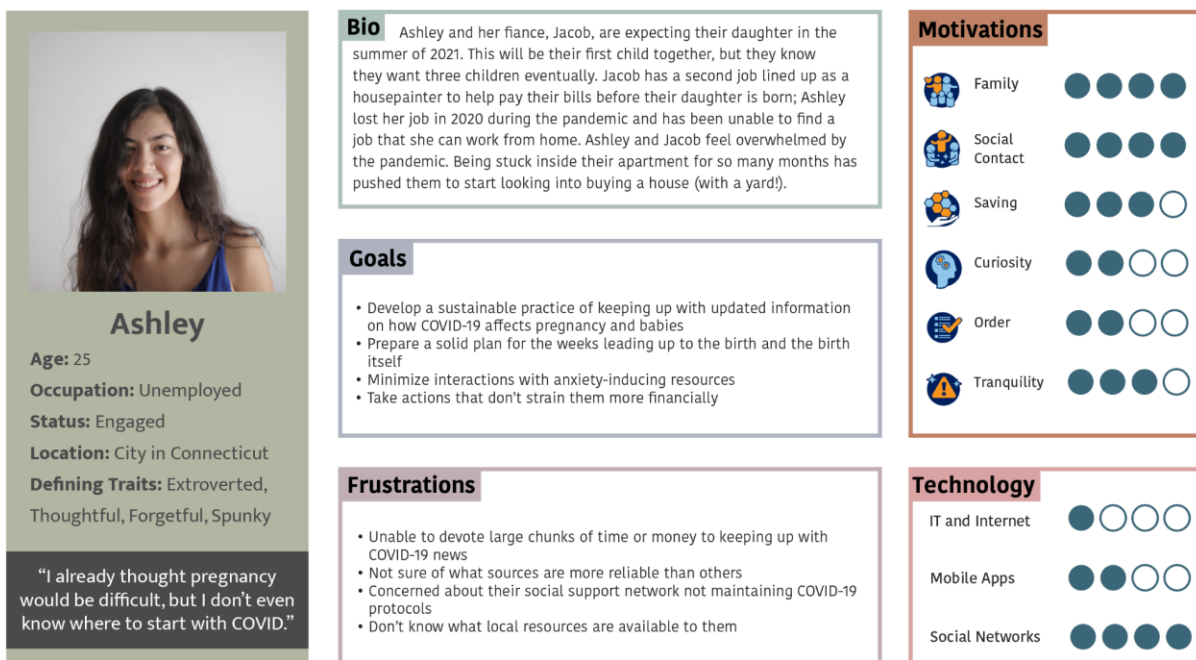 Ashley
Age: 25
Occupation: Unemployed
Status: Engaged
Location: City in Connecticut
Defining Traits: Extroverted,
Thoughtful, Forgetful, Spunky
“I already thought pregnancy
would be difficult, but I don’t even
know where to start with COVID.”
Bio
Ashley and her fiance, Jacob, are expecting their daughter in the
summer of 2021. This will be their first child together, but they know
they want three children eventually. Jacob has a second job lined up as a
housepainter to help pay their bills before their daughter is born; Ashley
lost her job in 2020 during the pandemic and has been unable to find a
job that she can work from home. Ashley and Jacob feel overwhelmed by
the pandemic. Being stuck inside their apartment for so many months has
pushed them to start looking into buying a house (with a yard!).
Goals
• Develop a sustainable practice of keeping up with updated information
on how COVID-19 affects pregnancy and babies
• Prepare a solid plan for the weeks leading up to the birth and the birth
itself
• Minimize interactions with anxiety-inducing resources
• Take actions that don’t strain them more financially
Frustrations
• Unable to devote large chunks of time or money to keeping up with
COVID-19 news
• Not sure of what sources are more reliable than others
• Concerned about their social support network not maintaining COVID-19
protocols
• Don’t know what local resources are available to them
Motivations
Family
Social
Contact
Saving
Curiosity
Order
Tranquility
Technology
IT and Internet
Mobile Apps
Social Networks